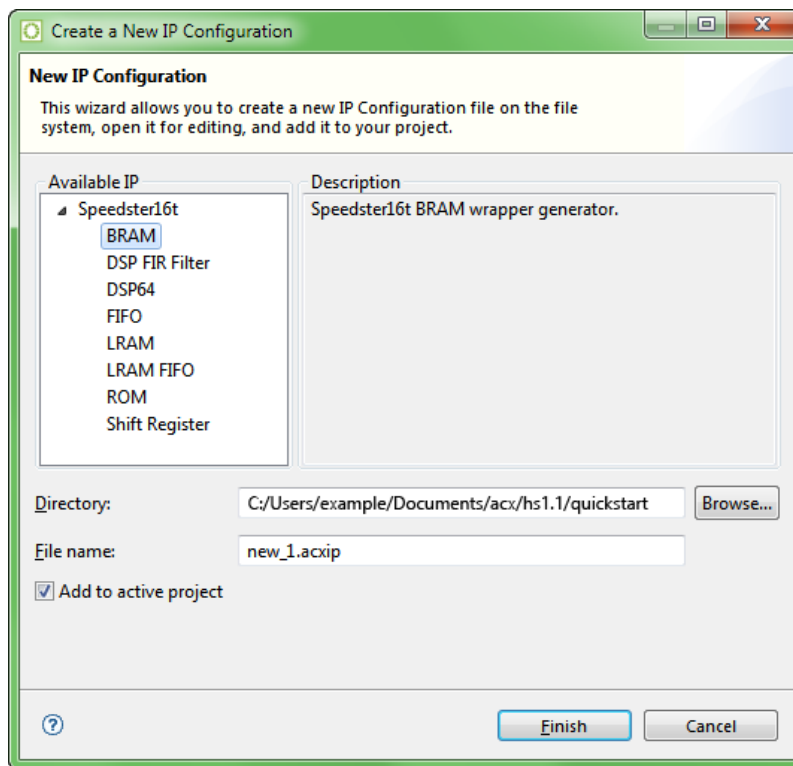 Create a New IP Configuration
New IP Configuration
This wizard allows you to create a new IP Configuration file on the file
system, open it for editing, and add it to your project.
Available IP
Speedster16t
BRAM
DSP FIR Filter
DSP64
FIFO
LRAM
LRAM FIFO
ROM
Shift Register
Description
Speedster16t BRAM wrapper generator.
Directory: C:/Users/example/Documents/acx/hs1.1/quickstart Browse...
File name: new_1.acxip
Add to active project
? Finish Cancel